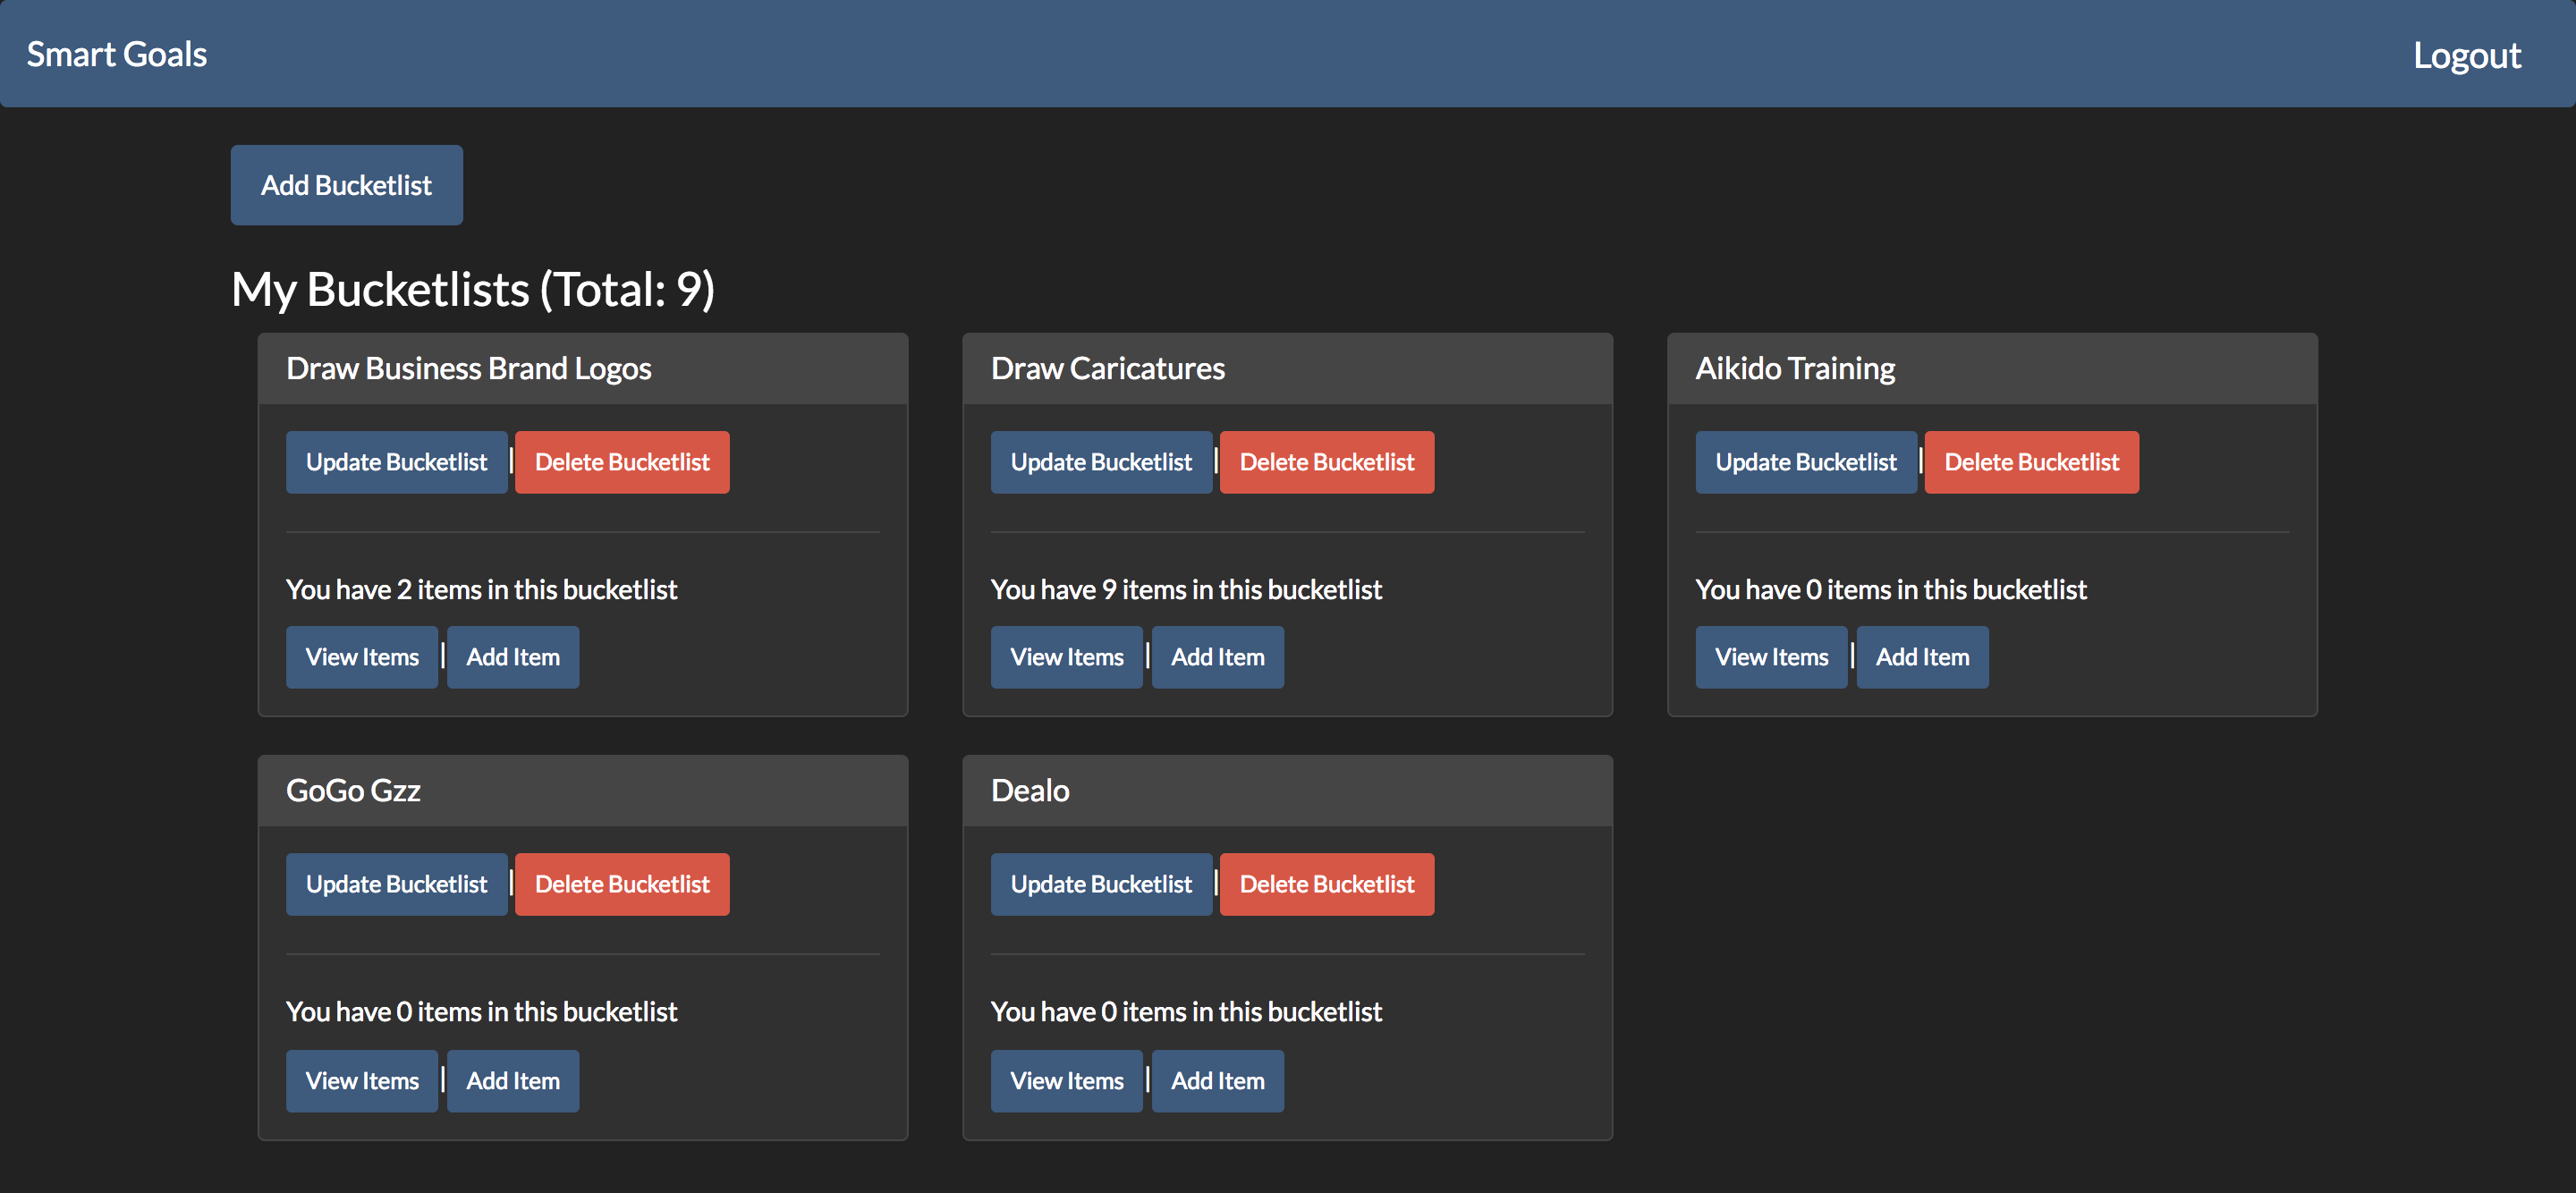 Smart Goals Logout
Add Bucketlist
My Bucketlists (Total: 9)
Draw Business Brand Logos
Update Bucketlist | Delete Bucketlist
You have 2 items in this bucketlist
View Items | Add Item
Draw Caricatures
Update Bucketlist | Delete Bucketlist
You have 9 items in this bucketlist
View Items | Add Item
Aikido Training
Update Bucketlist | Delete Bucketlist
You have 0 items in this bucketlist
View Items | Add Item
GoGo Gzz
Update Bucketlist | Delete Bucketlist
You have 0 items in this bucketlist
View Items | Add Item
Dealo
Update Bucketlist | Delete Bucketlist
You have 0 items in this bucketlist
View Items | Add Item